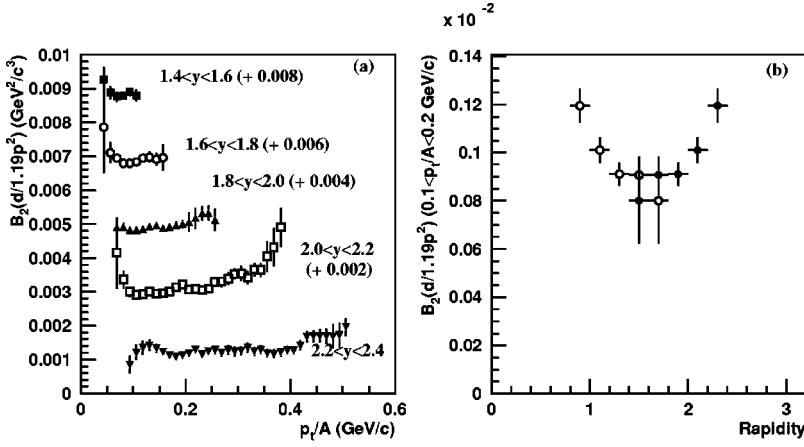 x 10 -2
B2(d/1.19p2) (GeV2/c3)
0.01
0.009
0.008
0.007
0.006
0.005
0.004
0.003
0.002
0.001
0
(a)
1.4<y<1.6 (+ 0.008)
1.6<y<1.8 (+ 0.006)
1.8<y<2.0 (+ 0.004)
2.0<y<2.2
(+ 0.002)
2.2<y<2.4
0 0.2 0.4 0.6
pt/A (GeV/c)
B2(d/1.19p2) (0.1<pt/A<0.2 GeV/c)
0.14
0.12
0.1
0.08
0.06
0.04
0.02
0
(b)
0 1 2 3
Rapidity